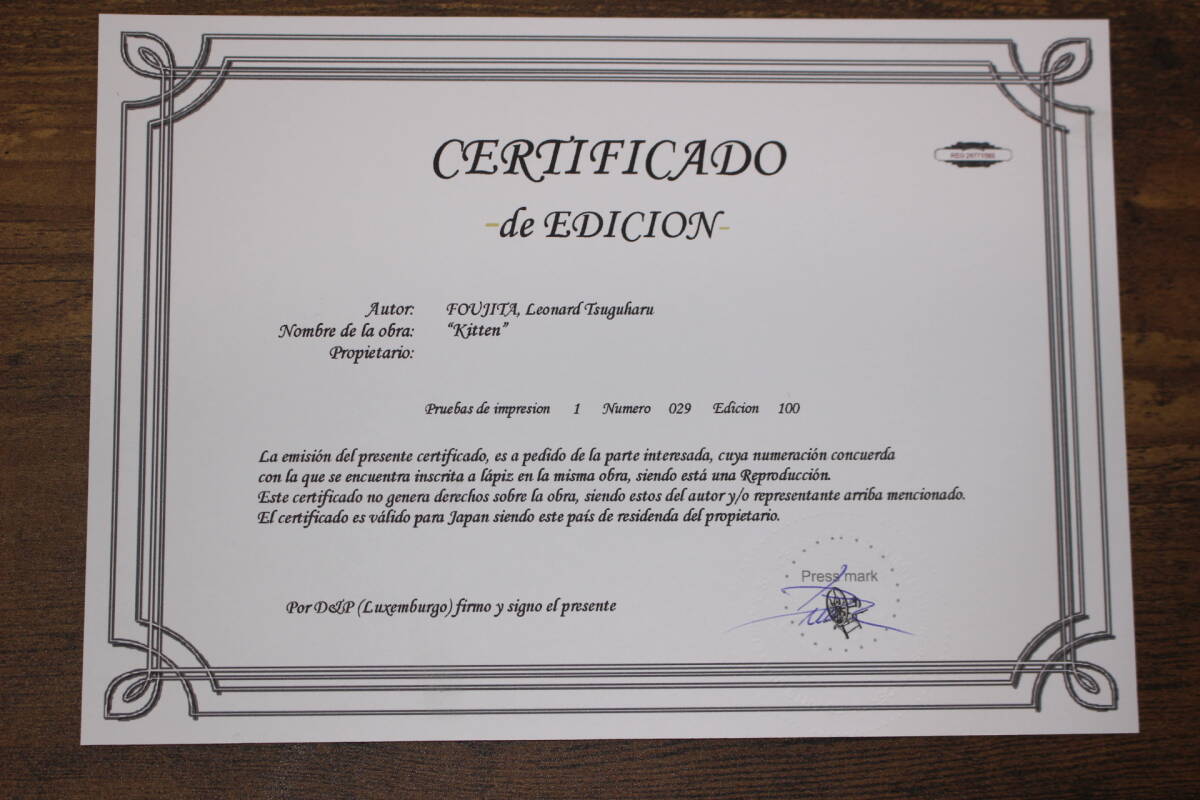 CERTIFICADO
-de EDICION-
Autor: FOUJITA, Leonard Tsuguharu
Nombre de la obra: "Kitten"
Propietario:
Pruebas de impresion 1 Numero 029 Edicion 100
La emisión del presente certificado, es a pedido de la parte interesada, cuya numeración concuerda
con la que se encuentra inscrita a lápiz en la misma obra, siendo está una Reproducción.
Este certificado no genera derechos sobre la obra, siendo estos del autor y/o representante arriba mencionado.
El certificado es válido para Japan siendo este país de residenda del propietario.
Press mark
Por D&P (Luxemburgo) firmo y signo el presente